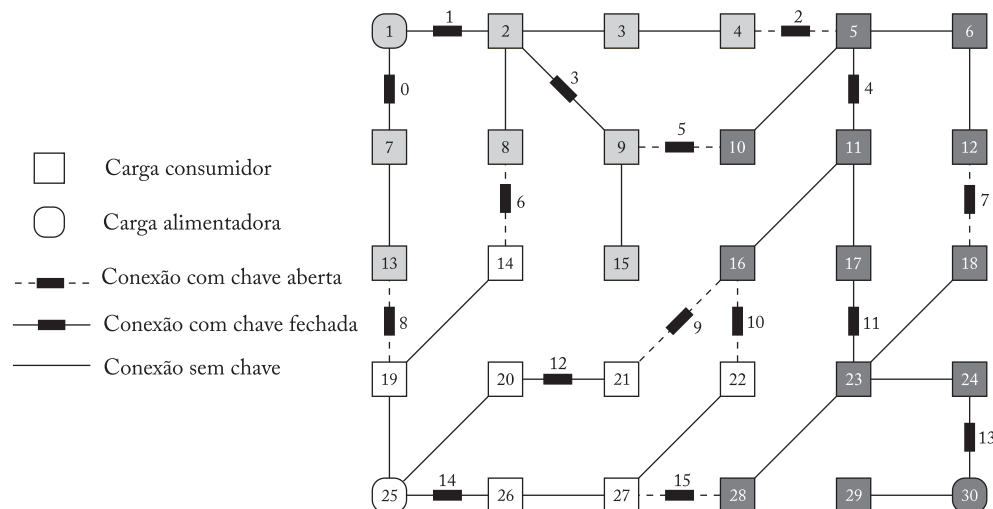 1 2
1 2 3 4 5 6
0 3 4
5
7 8 9 10 11 12
Carga consumidor
6 7
Carga alimentadora
13 14 15 16 17 18
Conexão com chave aberta
Conexão com chave fechada
8 9 10 11
Conexão sem chave
12
19 20 21 22 23 24
13
14 15
25 26 27 28 29 30